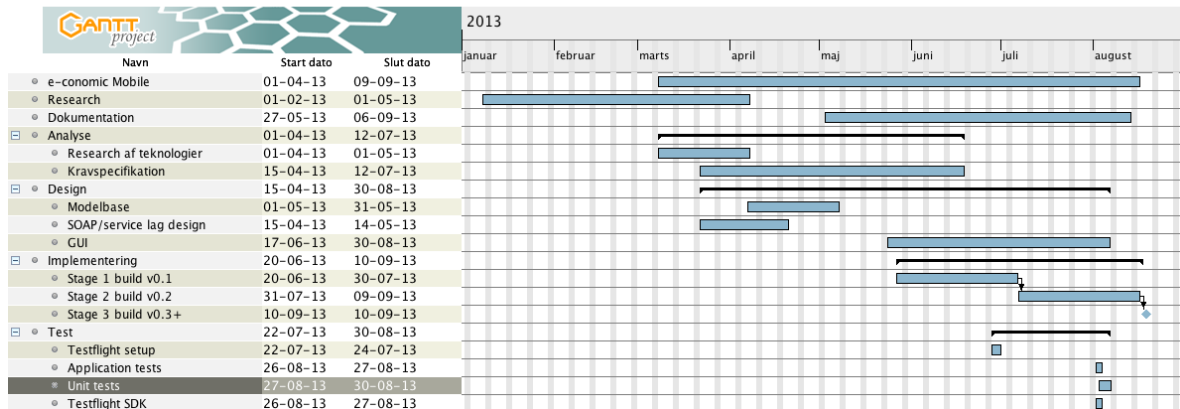 GANTT
project
2013
januar februar marts april maj juni juli august
Navn Start dato Slut dato
e-conomic Mobile 01-04-13 09-09-13
Research 01-02-13 01-05-13
Dokumentation 27-05-13 06-09-13
Analyse 01-04-13 12-07-13
Research af teknologier 01-04-13 01-05-13
Kravspecifikation 15-04-13 12-07-13
Design 15-04-13 30-08-13
Modelbase 01-05-13 31-05-13
SOAP/service lag design 15-04-13 14-05-13
GUI 17-06-13 30-08-13
Implementering 20-06-13 10-09-13
Stage 1 build v0.1 20-06-13 30-07-13
Stage 2 build v0.2 31-07-13 09-09-13
Stage 3 build v0.3+ 10-09-13 10-09-13
Test 22-07-13 30-08-13
Testflight setup 22-07-13 24-07-13
Application tests 26-08-13 27-08-13
Unit tests 27-08-13 30-08-13
Testflight SDK 26-08-13 27-08-13